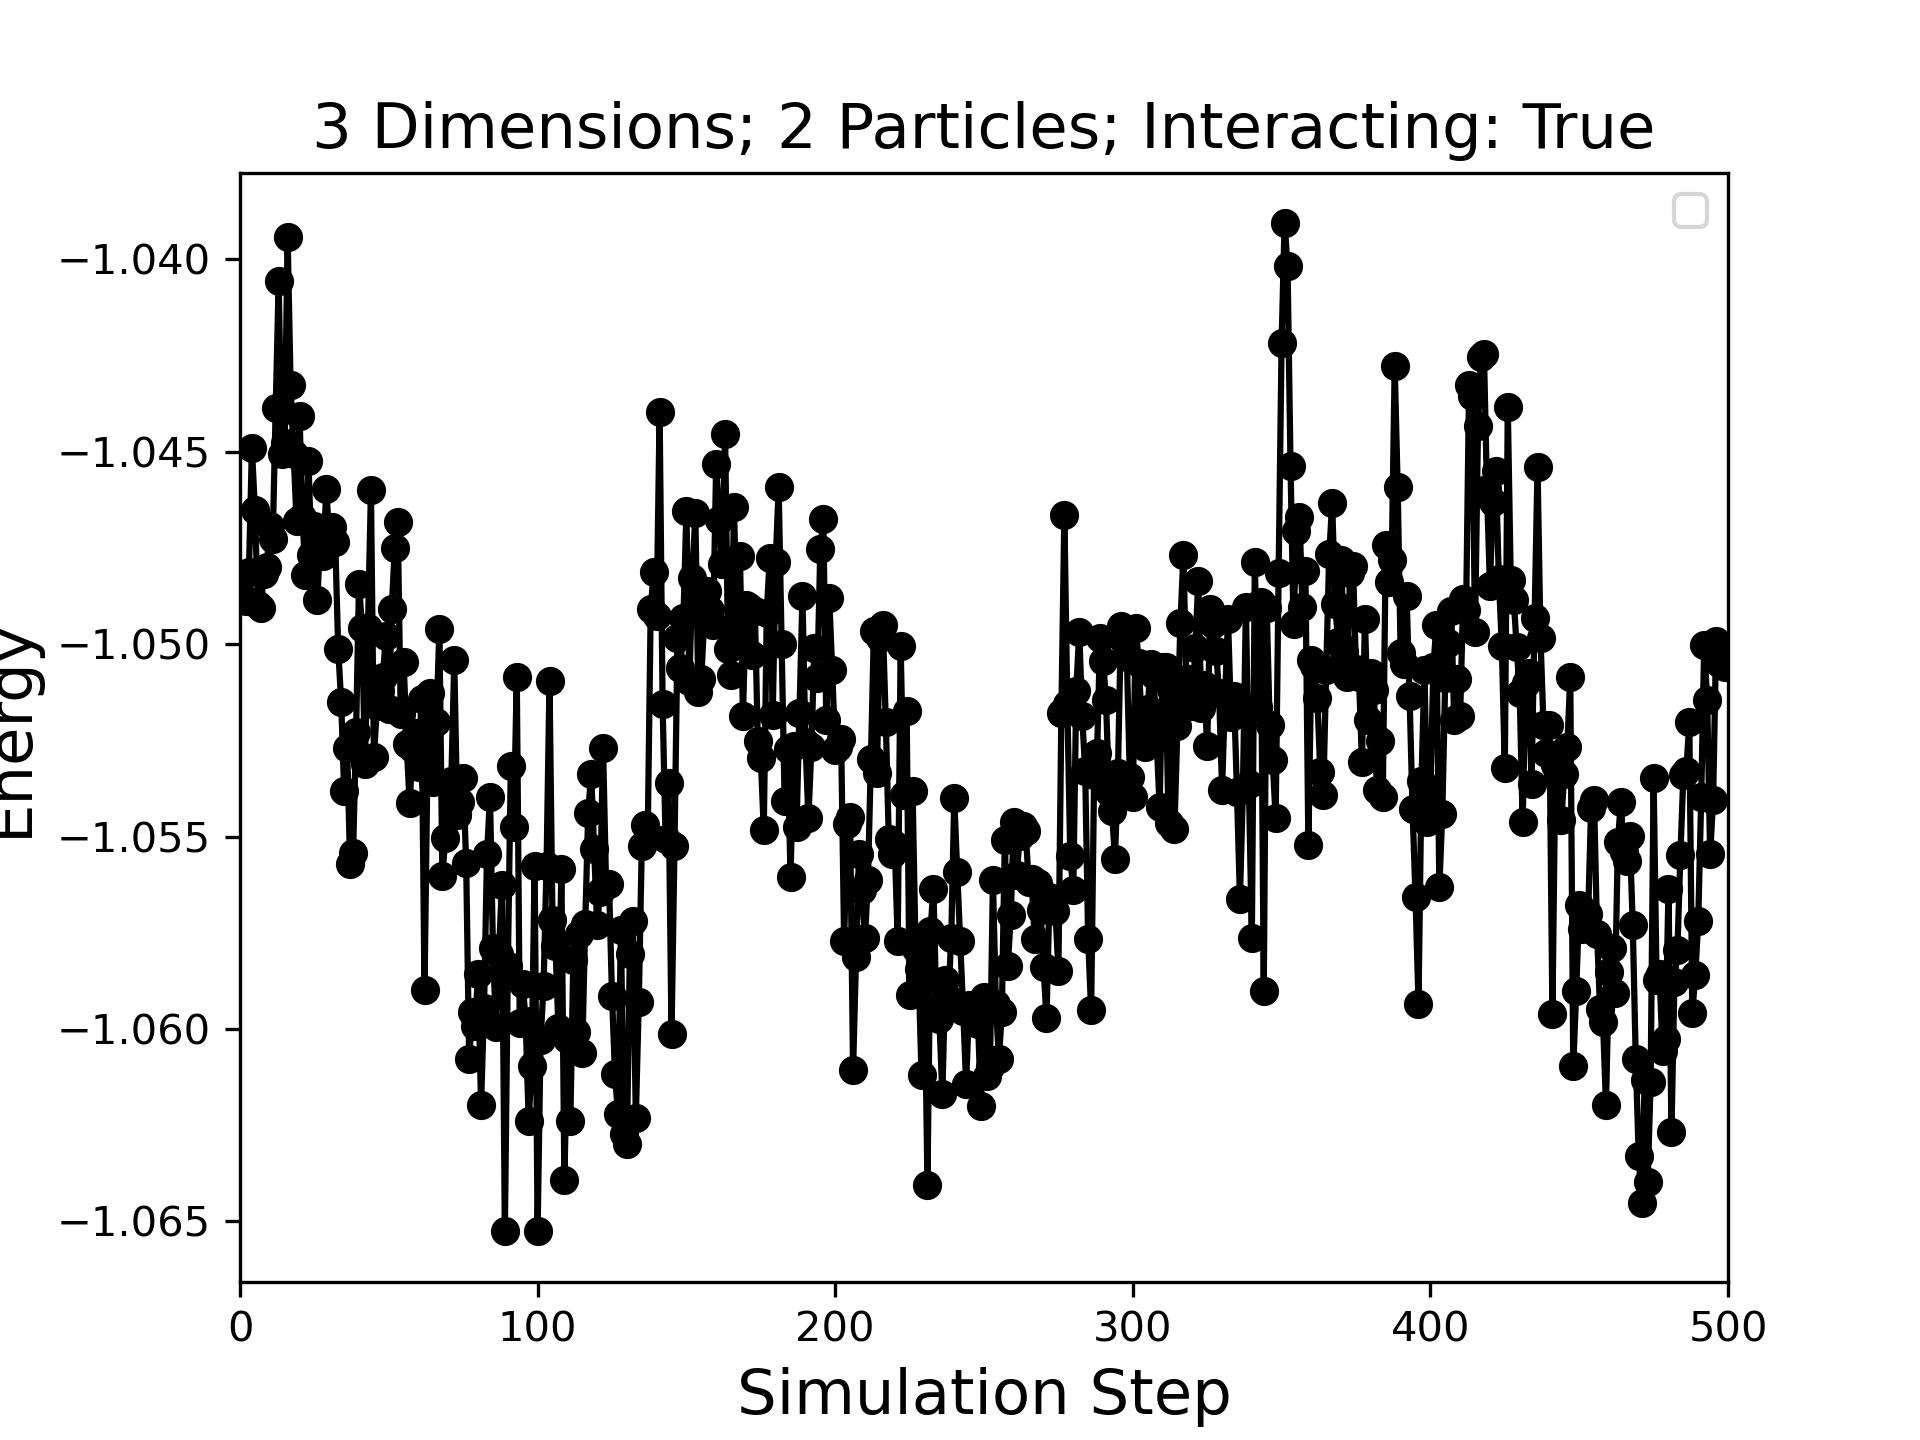 3 Dimensions; 2 Particles; Interacting: True
Energy
−1.040
−1.045
−1.050
−1.055
−1.060
−1.065
0 100 200 300 400 500
Simulation Step